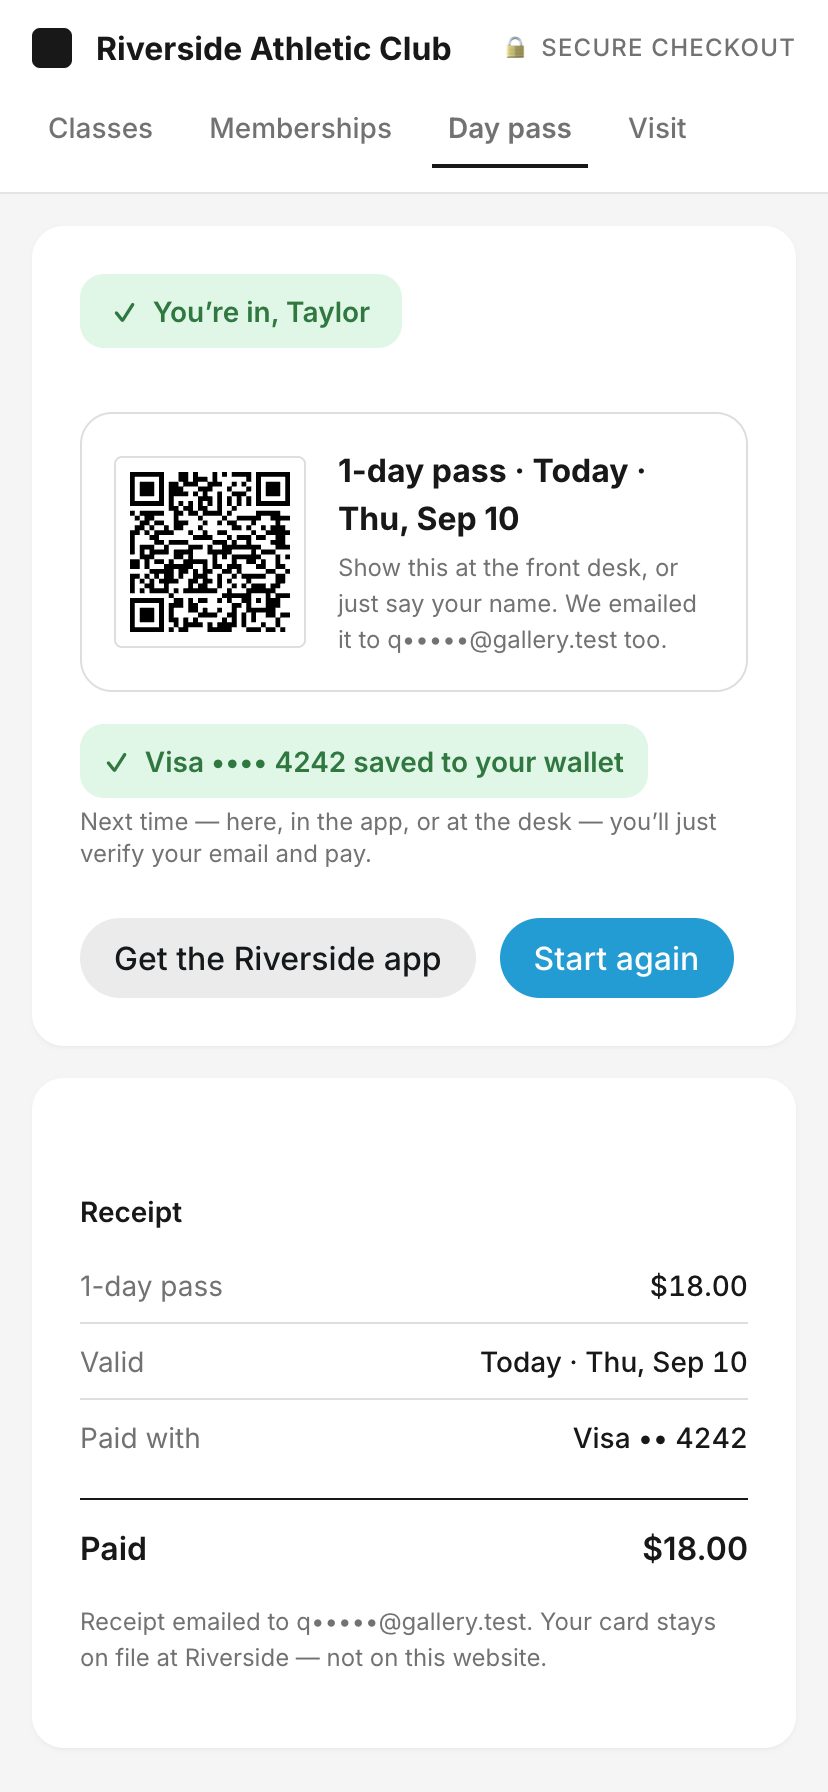 Riverside Athletic Club
🔒 SECURE CHECKOUT
Classes
Memberships
Day pass
Visit
✓ You’re in, Taylor
1-day pass · Today ·
Thu, Sep 10
Show this at the front desk, or
just say your name. We emailed
it to q•••••@gallery.test too.
✓ Visa •••• 4242 saved to your wallet
Next time — here, in the app, or at the desk — you’ll just
verify your email and pay.
Get the Riverside app
Start again
Receipt
1-day pass $18.00
Valid Today · Thu, Sep 10
Paid with Visa •• 4242
Paid $18.00
Receipt emailed to q•••••@gallery.test. Your card stays
on file at Riverside — not on this website.